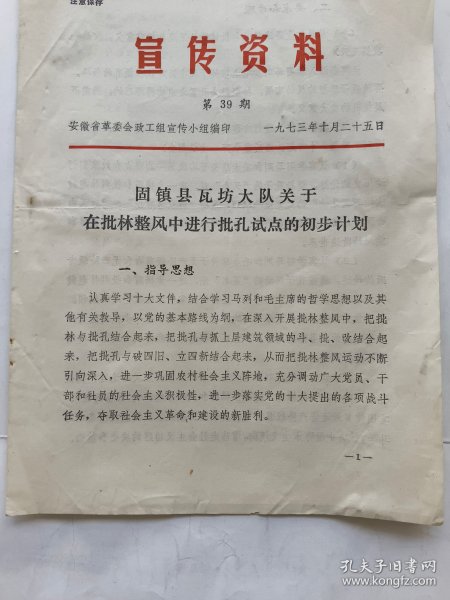 注意保存
宣传资料
第39期
安徽省革委会政工组宣传小组编印 一九七三年十月二十五日
固镇县瓦坊大队关于
在批林整风中进行批孔试点的初步计划
一、指导思想
认真学习十大文件，结合学习马列和毛主席的哲学思想以及其
他有关教导，以党的基本路线为纲，在深入开展批林整风中，把批
林与批孔结合起来，把批孔与抓上层建筑领域的斗、批、改结合起
来，把批孔与破四旧、立四新结合起来，从而把批林整风运动不断
引向深入，进一步巩固农村社会主义阵地，充分调动广大党员、干
部和社员的社会主义积极性，进一步落实党的十大提出的各项战斗
任务，夺取社会主义革命和建设的新胜利。
—1—
孔夫子旧书网
www.kongfz.com